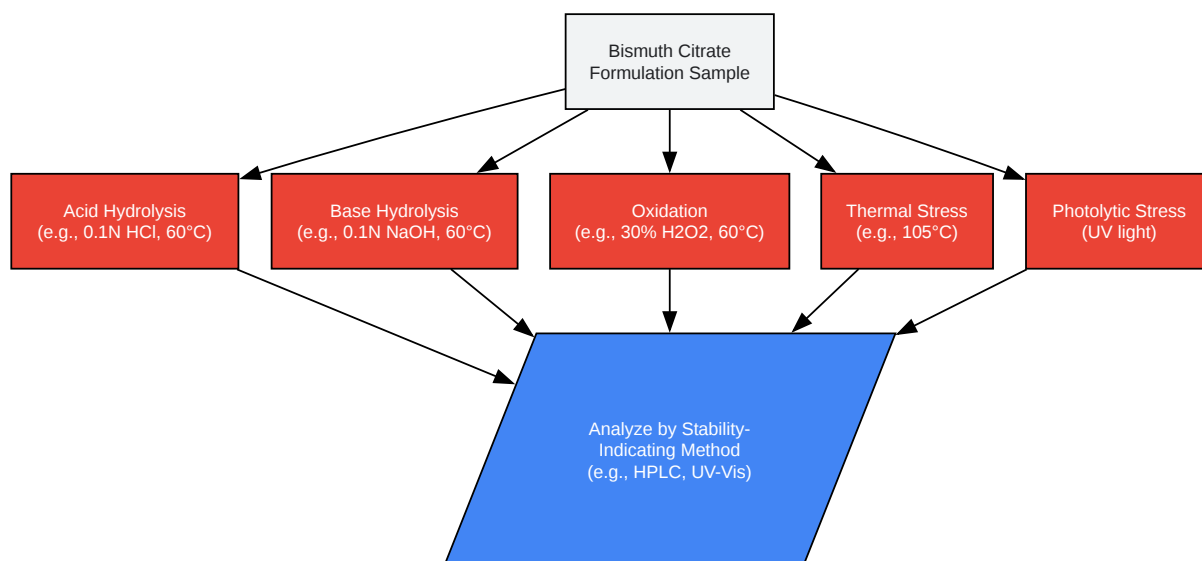 Bismuth Citrate
Formulation Sample
Acid Hydrolysis
(e.g., 0.1N HCl, 60°C)
Base Hydrolysis
(e.g., 0.1N NaOH, 60°C)
Oxidation
(e.g., 30% H2O2, 60°C)
Thermal Stress
(e.g., 105°C)
Photolytic Stress
(UV light)
Analyze by Stability-
Indicating Method
(e.g., HPLC, UV-Vis)